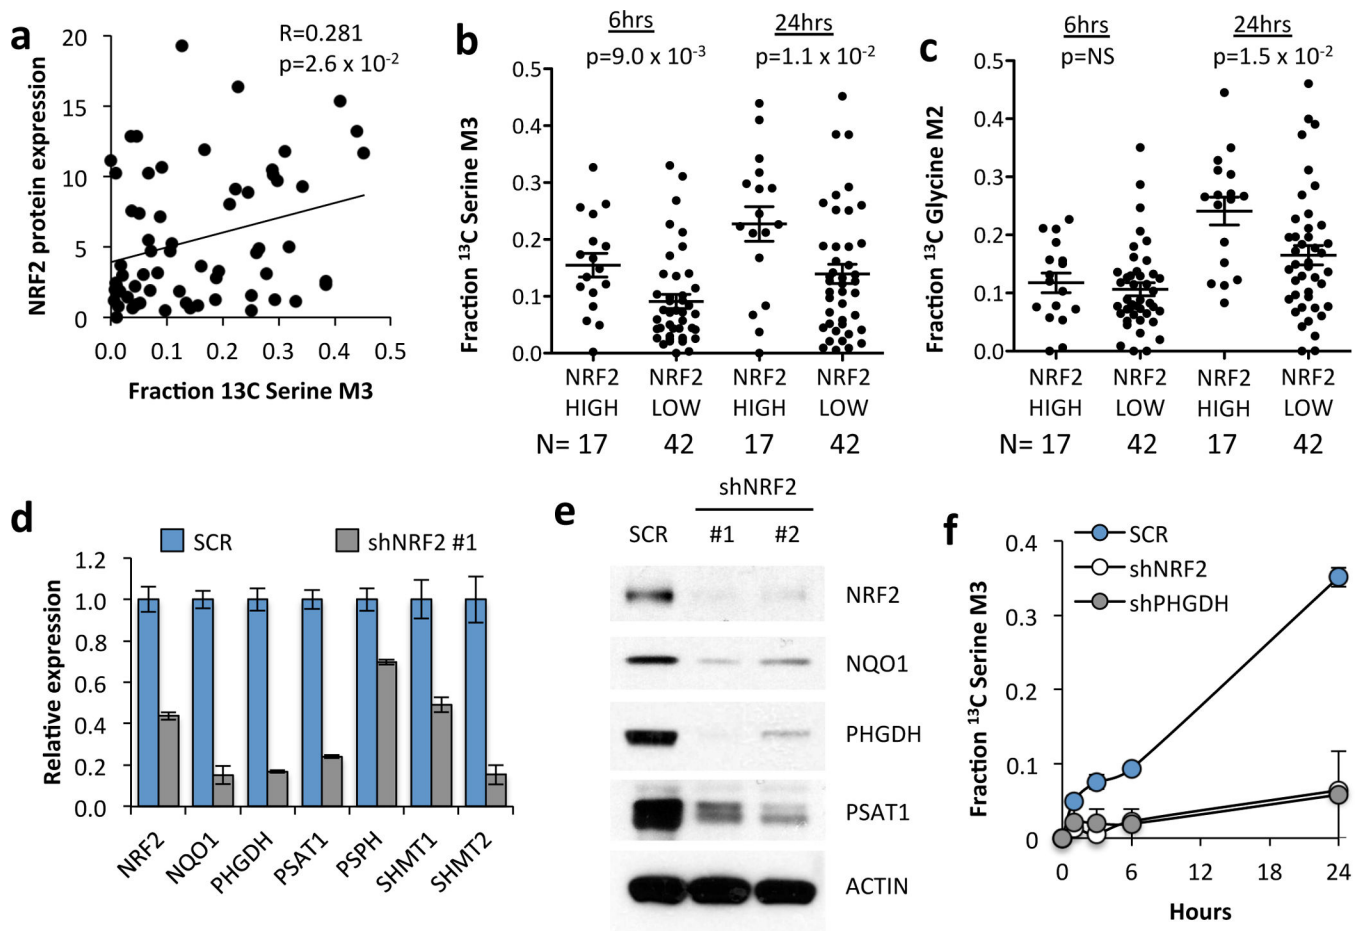 a
R=0.281
p=2.6 x 10⁻²
NRF2 protein expression
20
15
10
5
0
0.0 0.1 0.2 0.3 0.4 0.5
Fraction 13C Serine M3
b
6hrs 24hrs
p=9.0 x 10⁻³ p=1.1 x 10⁻²
Fraction ¹³C Serine M3
0.5
0.4
0.3
0.2
0.1
0.0
NRF2 NRF2 NRF2 NRF2
HIGH LOW HIGH LOW
N= 17 42 17 42
c
6hrs 24hrs
p=NS p=1.5 x 10⁻²
Fraction ¹³C Glycine M2
0.5
0.4
0.3
0.2
0.1
0.0
NRF2 NRF2 NRF2 NRF2
HIGH LOW HIGH LOW
N= 17 42 17 42
d
SCR shNRF2 #1
Relative expression
1.2
1.0
0.8
0.6
0.4
0.2
0.0
NRF2 NQO1 PHGDH PSAT1 PSPH SHMT1 SHMT2
e
shNRF2
SCR #1 #2
NRF2
NQO1
PHGDH
PSAT1
ACTIN
f
SCR
shNRF2
shPHGDH
Fraction ¹³C Serine M3
0.4
0.3
0.2
0.1
0
0 6 12 18 24
Hours